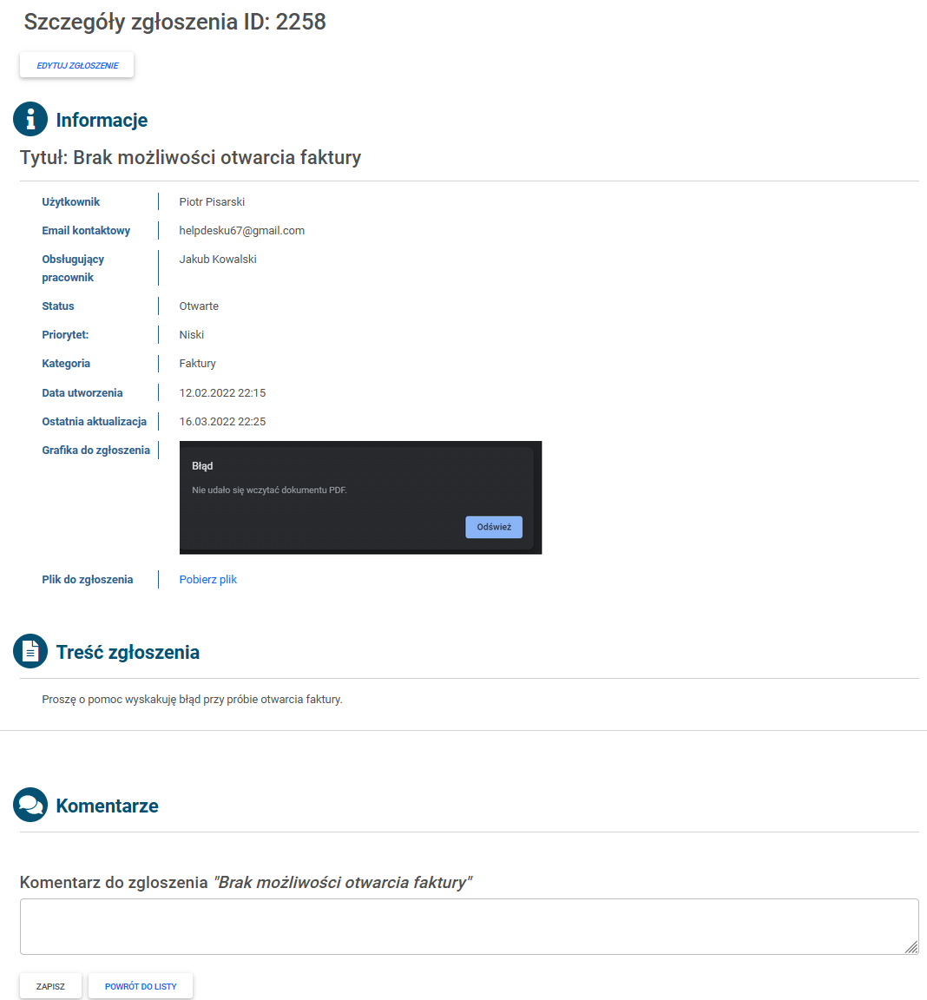 Szczegóły zgłoszenia ID: 2258
EDYTUJ ZGŁOSZENIE
Informacje
Tytuł: Brak możliwości otwarcia faktury
Użytkownik Piotr Pisarski
Email kontaktowy helpdesku67@gmail.com
Obsługujący Jakub Kowalski
pracownik
Status Otwarte
Priorytet: Niski
Kategoria Faktury
Data utworzenia 12.02.2022 22:15
Ostatnia aktualizacja 16.03.2022 22:25
Grafika do zgłoszenia
Błąd
Nie udało się wczytać dokumentu PDF.
Odśwież
Plik do zgłoszenia Pobierz plik
Treść zgłoszenia
Proszę o pomoc wyskakuję błąd przy próbie otwarcia faktury.
Komentarze
Komentarz do zgloszenia "Brak możliwości otwarcia faktury"
ZAPISZ POWRÓT DO LISTY